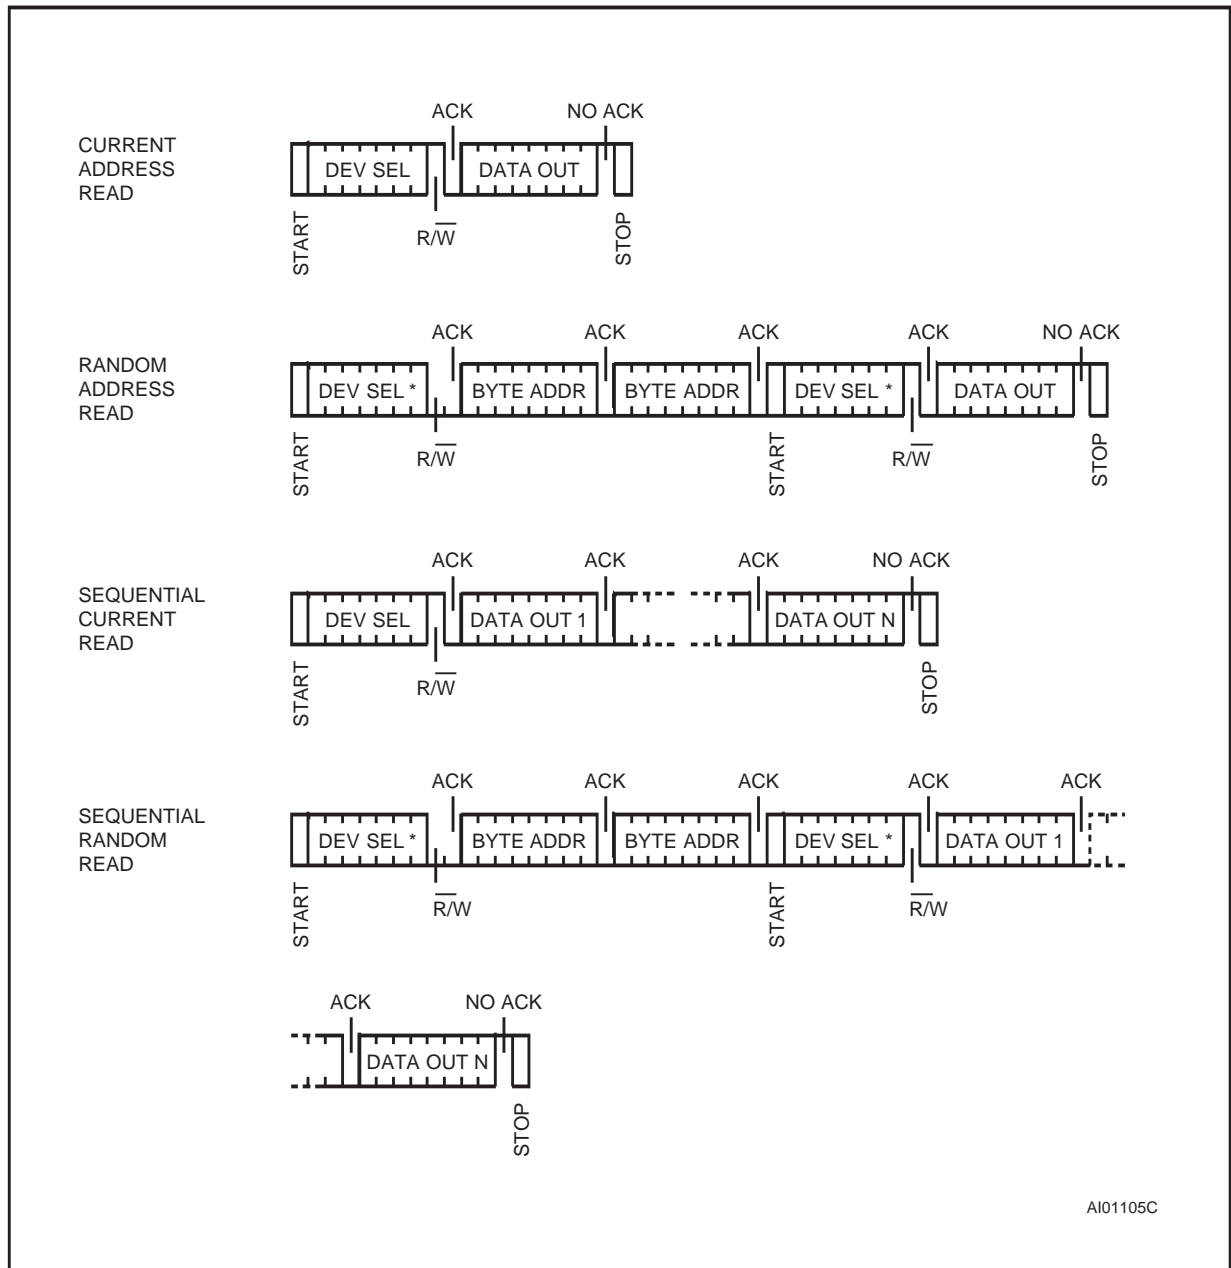 ACK NO ACK
CURRENT
ADDRESS
READ
DEV SEL DATA OUT
START R/W̅ STOP
ACK ACK ACK ACK NO ACK
RANDOM
ADDRESS
READ
DEV SEL * BYTE ADDR BYTE ADDR DEV SEL * DATA OUT
START R/W̅ START R/W̅ STOP
ACK ACK ACK NO ACK
SEQUENTIAL
CURRENT
READ
DEV SEL DATA OUT 1 DATA OUT N
START R/W̅ STOP
ACK ACK ACK ACK ACK
SEQUENTIAL
RANDOM
READ
DEV SEL * BYTE ADDR BYTE ADDR DEV SEL * DATA OUT 1
START R̅/W START R̅/W
ACK NO ACK
DATA OUT N
STOP
AI01105C